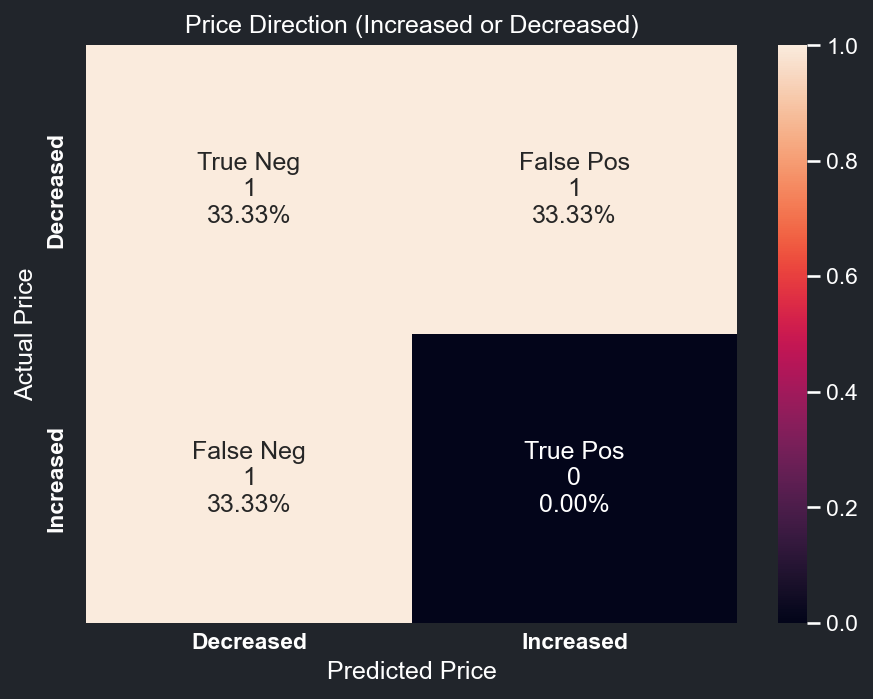 Price Direction (Increased or Decreased)
Actual Price
Decreased
Increased
True Neg
1
33.33%
False Pos
1
33.33%
False Neg
1
33.33%
True Pos
0
0.00%
Decreased
Increased
Predicted Price
1.0
0.8
0.6
0.4
0.2
0.0